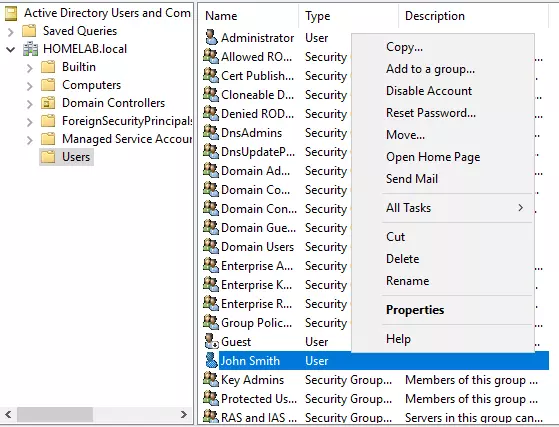 Active Directory Users and Com
Saved Queries
HOMELAB.local
Builtin
Computers
Domain Controllers
ForeignSecurityPrincipals
Managed Service Accou
Users
Name Type Description
Administrator User
Allowed RO... Security
Cert Publish... Security
Cloneable D... Security
Denied ROD... Security
DnsAdmins Security
DnsUpdateP... Security
Domain Ad... Security
Domain Co... Security
Domain Con... Security
Domain Gue... Security
Domain Users Security
Enterprise A... Security
Enterprise K... Security
Enterprise R... Security
Group Polic... Security
Guest User
John Smith User
Key Admins Security Group... Members of this group ...
Protected Us... Security Group... Members of this group ...
RAS and IAS ... Security Group... Servers in this group can...
Copy...
Add to a group...
Disable Account
Reset Password...
Move...
Open Home Page
Send Mail
All Tasks
Cut
Delete
Rename
Properties
Help